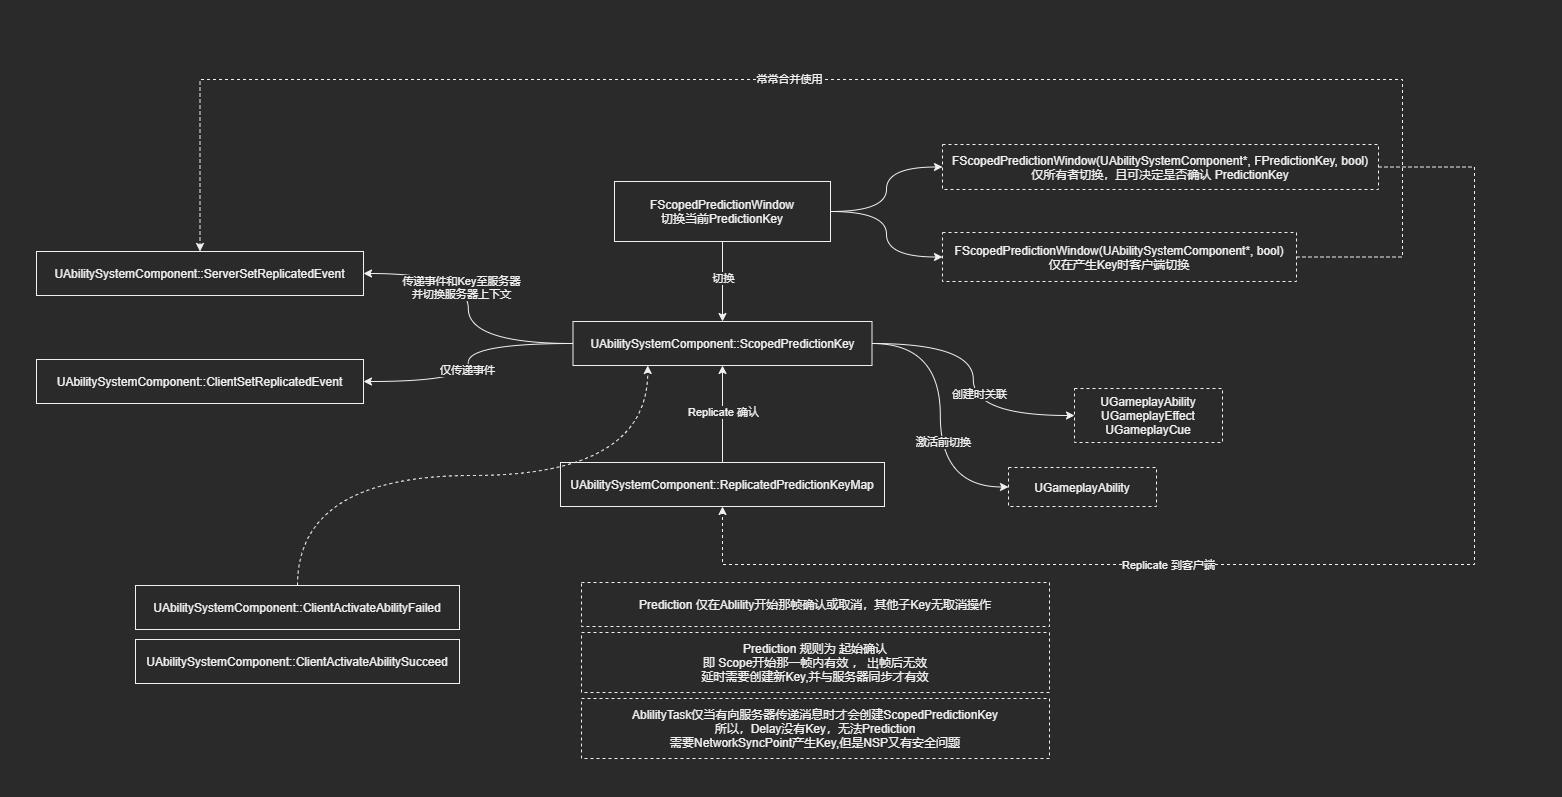 常常合并使用
FScopedPredictionWindow(UAbilitySystemComponent*, FPredictionKey, bool)
仅所有者切换，且可决定是否确认 PredictionKey
FScopedPredictionWindow
切换当前PredictionKey
FScopedPredictionWindow(UAbilitySystemComponent*, bool)
仅在产生Key时客户端切换
UAbilitySystemComponent::ServerSetReplicatedEvent
传递事件和Key至服务器
并切换服务器上下文
切换
UAbilitySystemComponent::ScopedPredictionKey
仅传递事件
UAbilitySystemComponent::ClientSetReplicatedEvent
创建时关联
UGameplayAbility
UGameplayEffect
UGameplayCue
Replicate 确认
激活前切换
UAbilitySystemComponent::ReplicatedPredictionKeyMap
UGameplayAbility
Replicate 到客户端
UAbilitySystemComponent::ClientActivateAbilityFailed
UAbilitySystemComponent::ClientActivateAbilitySucceed
Prediction 仅在Ablility开始那帧确认或取消，其他子Key无取消操作
Prediction 规则为 起始确认
即 Scope开始那一帧内有效 ， 出帧后无效
延时需要创建新Key,并与服务器同步才有效
AblilityTask仅当有向服务器传递消息时才会创建ScopedPredictionKey
所以，Delay没有Key，无法Prediction
需要NetworkSyncPoint产生Key,但是NSP又有安全问题